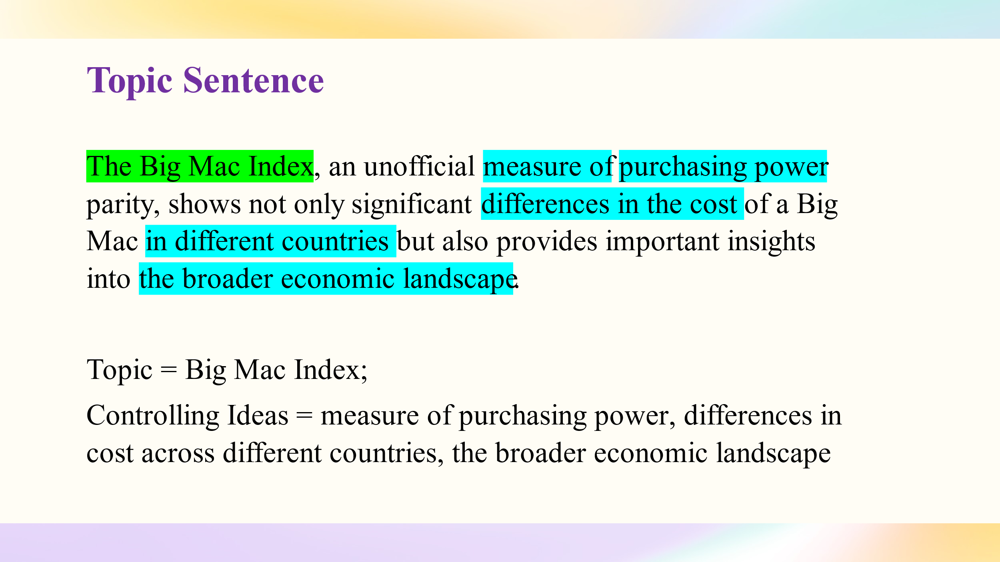 Topic Sentence
The Big Mac Index, an unofficial measure of purchasing power
parity, shows not only significant differences in the cost of a Big
Mac in different countries but also provides important insights
into the broader economic landscape.
Topic = Big Mac Index;
Controlling Ideas = measure of purchasing power, differences in
cost across different countries, the broader economic landscape